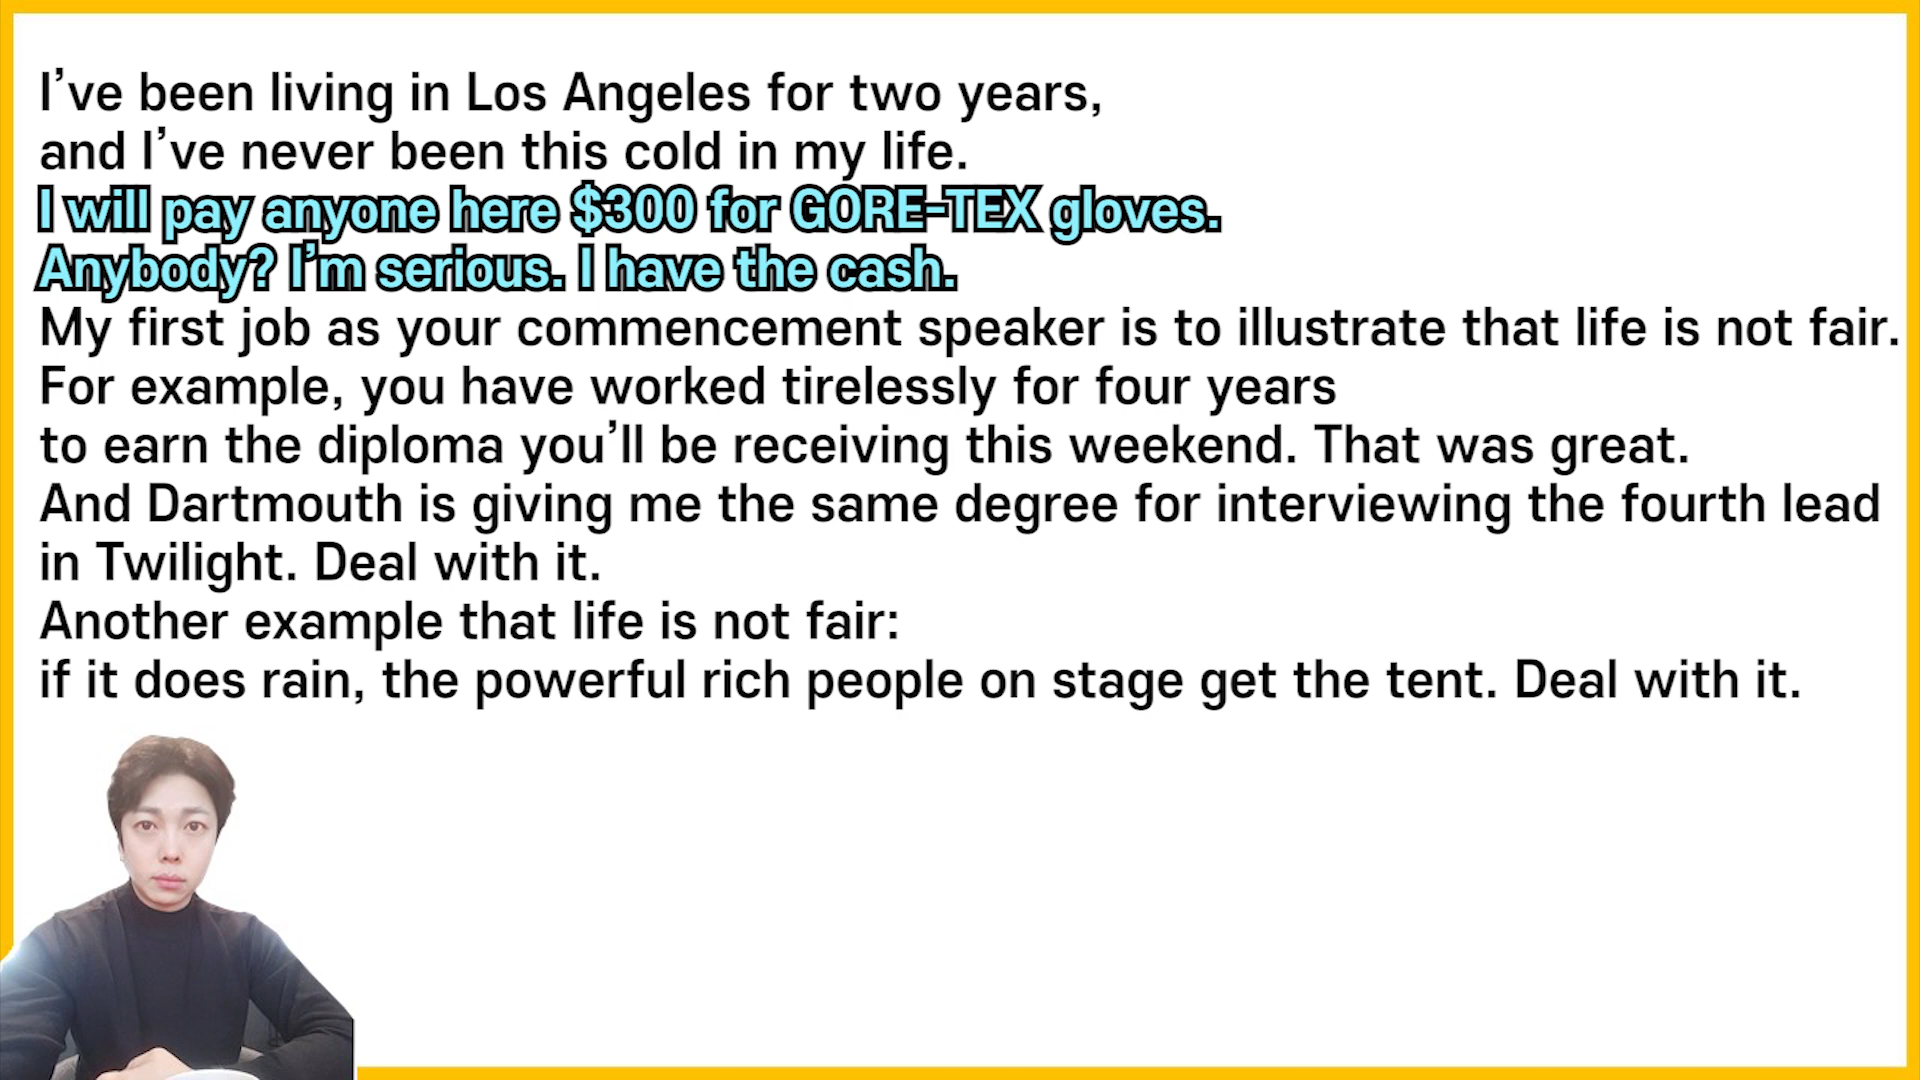 I’ve been living in Los Angeles for two years,
and I’ve never been this cold in my life.
I will pay anyone here $300 for GORE-TEX gloves.
Anybody? I’m serious. I have the cash.
My first job as your commencement speaker is to illustrate that life is not fair.
For example, you have worked tirelessly for four years
to earn the diploma you’ll be receiving this weekend. That was great.
And Dartmouth is giving me the same degree for interviewing the fourth lead
in Twilight. Deal with it.
Another example that life is not fair:
if it does rain, the powerful rich people on stage get the tent. Deal with it.